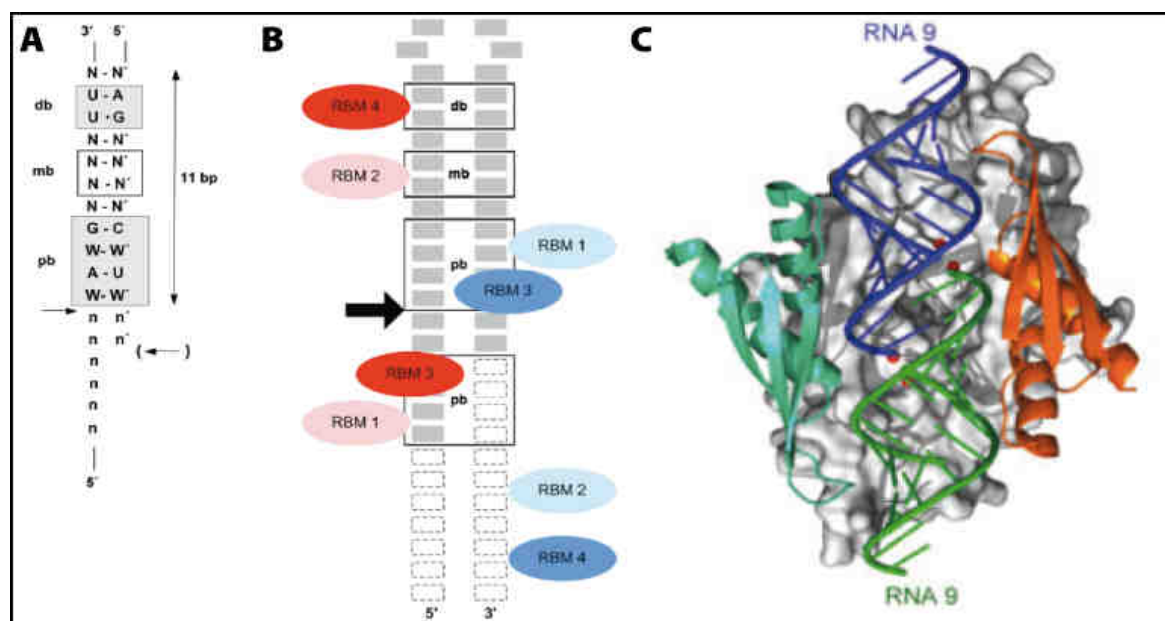 A
3′ 5′
N - N′
db
U - A
U · G
N - N′
mb
N - N′
N - N′
11 bp
N - N′
G - C
W - W′
pb
A - U
W - W′
n n′
n n′
( )
n
n
n
n
5′
B
RBM 4
db
RBM 2
mb
RBM 1
pb
RBM 3
RBM 3
pb
RBM 1
RBM 2
RBM 4
5′ 3′
C
RNA 9
RNA 9